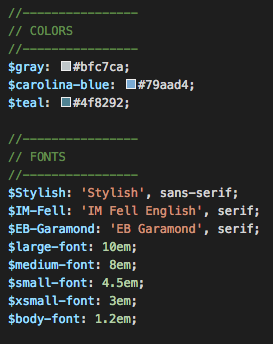 //---------------
// COLORS
//---------------
$gray: #bfc7ca;
$carolina-blue: #79aad4;
$teal: #4f8292;
//---------------
// FONTS
//---------------
$Stylish: 'Stylish', sans-serif;
$IM-Fell: 'IM Fell English', serif;
$EB-Garamond: 'EB Garamond', serif;
$large-font: 10em;
$medium-font: 8em;
$small-font: 4.5em;
$xsmall-font: 3em;
$body-font: 1.2em;